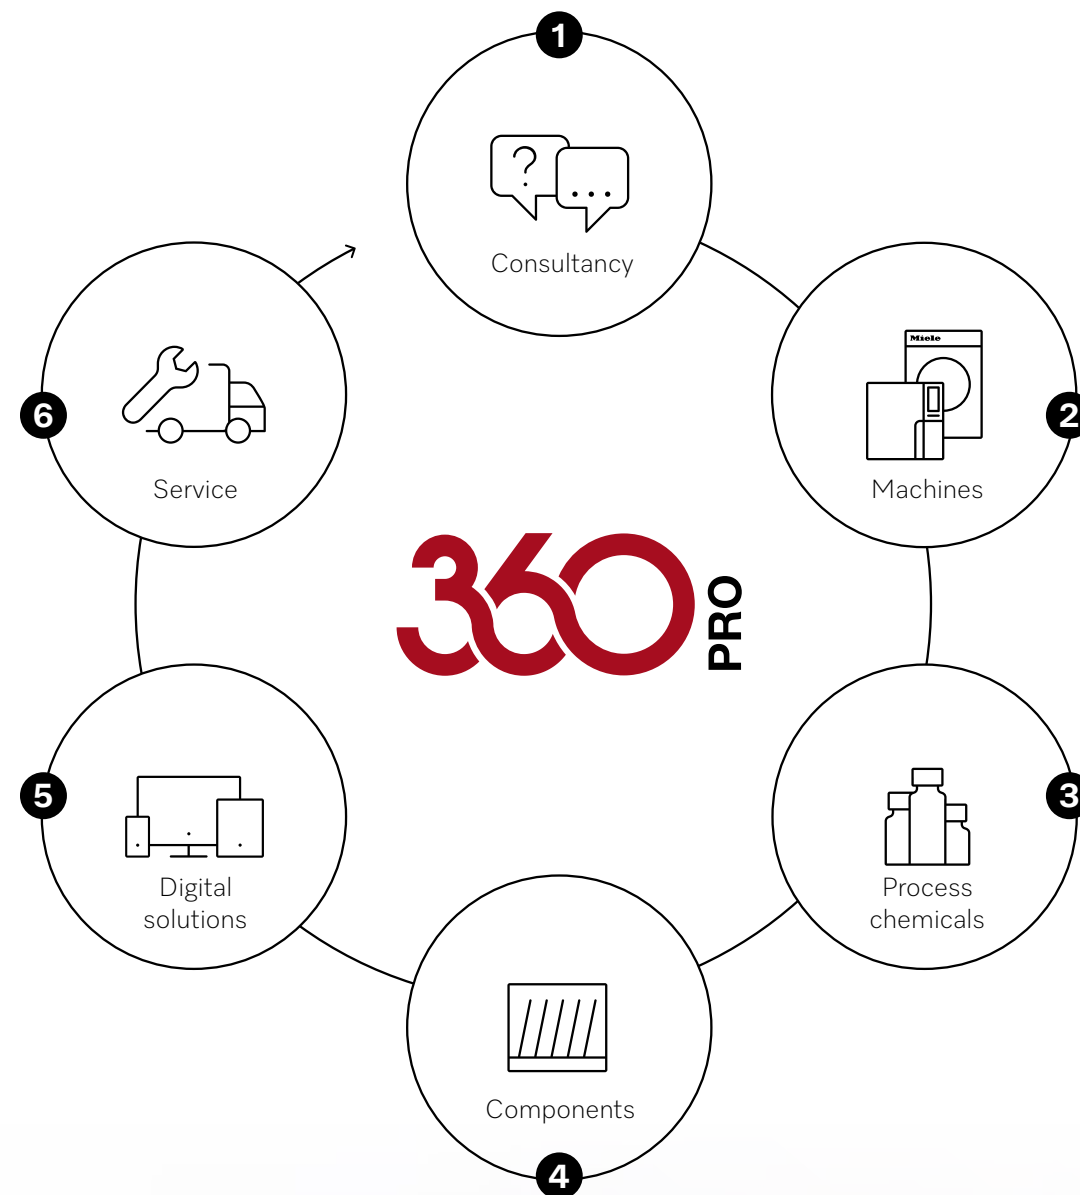 1
?
...
Consultancy
2
Miele
Machines
3
Process
chemicals
4
Components
5
Digital
solutions
6
Service
360
PRO